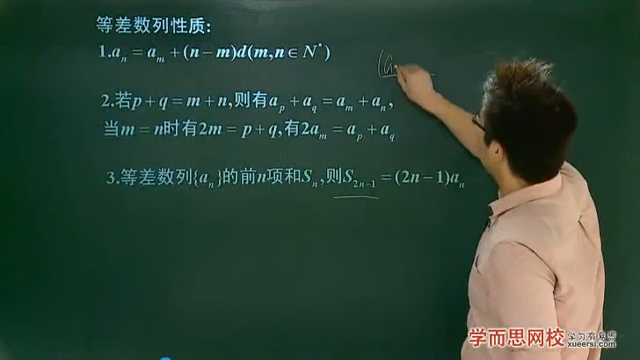 等差数列性质:
1.aₙ = aₘ + (n − m)d(m,n ∈ N*)
(a
2.若p + q = m + n,则有aₚ + a_q = aₘ + aₙ,
当m = n时有2m = p + q,有2aₘ = aₚ + a_q
3.等差数列{aₙ}的前n项和Sₙ,则S₂ₙ₋₁ = (2n − 1)aₙ
学而思网校
xueersi.com